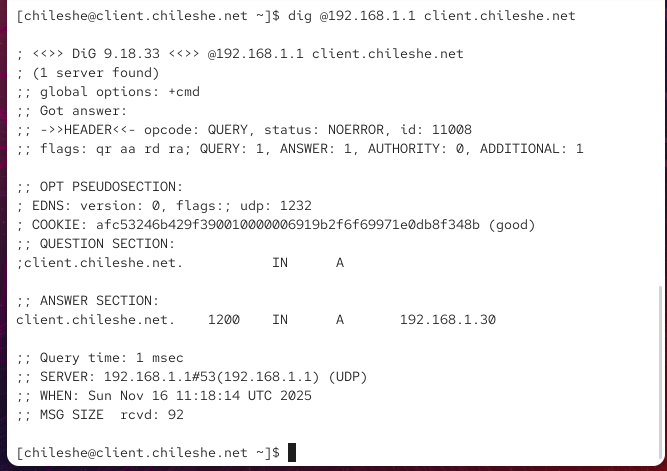 [chileshe@client.chileshe.net ~]$ dig @192.168.1.1 client.chileshe.net
; <<>> DiG 9.18.33 <<>> @192.168.1.1 client.chileshe.net
; (1 server found)
;; global options: +cmd
;; Got answer:
;; ->>HEADER<<- opcode: QUERY, status: NOERROR, id: 11008
;; flags: qr aa rd ra; QUERY: 1, ANSWER: 1, AUTHORITY: 0, ADDITIONAL: 1
;; OPT PSEUDOSECTION:
; EDNS: version: 0, flags:; udp: 1232
; COOKIE: afc53246b429f390010000006919b2f6f69971e0db8f348b (good)
;; QUESTION SECTION:
;client.chileshe.net. IN A
;; ANSWER SECTION:
client.chileshe.net. 1200 IN A 192.168.1.30
;; Query time: 1 msec
;; SERVER: 192.168.1.1#53(192.168.1.1) (UDP)
;; WHEN: Sun Nov 16 11:18:14 UTC 2025
;; MSG SIZE rcvd: 92
[chileshe@client.chileshe.net ~]$